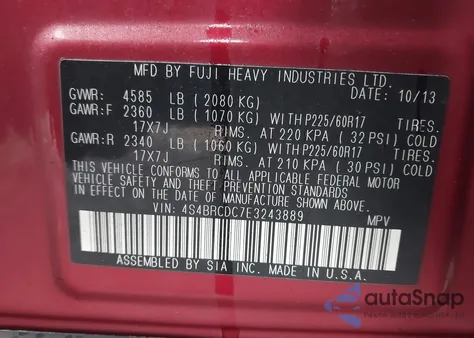 MFD BY FUJI HEAVY INDUSTRIES LTD.
DATE: 10/13
GVWR: 4585 LB (2080 KG)
GAWR:F 2360 LB (1070 KG) WITH P225/60R17
17X7J RIMS. AT 220 KPA (32 PSI) COLD
GAWR:R 2340 LB (1060 KG) WITH P225/60R17
17X7J RIMS. AT 210 KPA (30 PSI) COLD
THIS VEHICLE CONFORMS TO ALL APPLICABLE FEDERAL MOTOR
VEHICLE SAFETY AND THEFT PREVENTION STANDARDS
IN EFFECT ON THE DATE OF MANUFACTURE SHOWN ABOVE.
VIN: 4S4BRCDC7E3243889 MPV
ASSEMBLED BY SIA INC. MADE IN U.S.A.
autoSnap